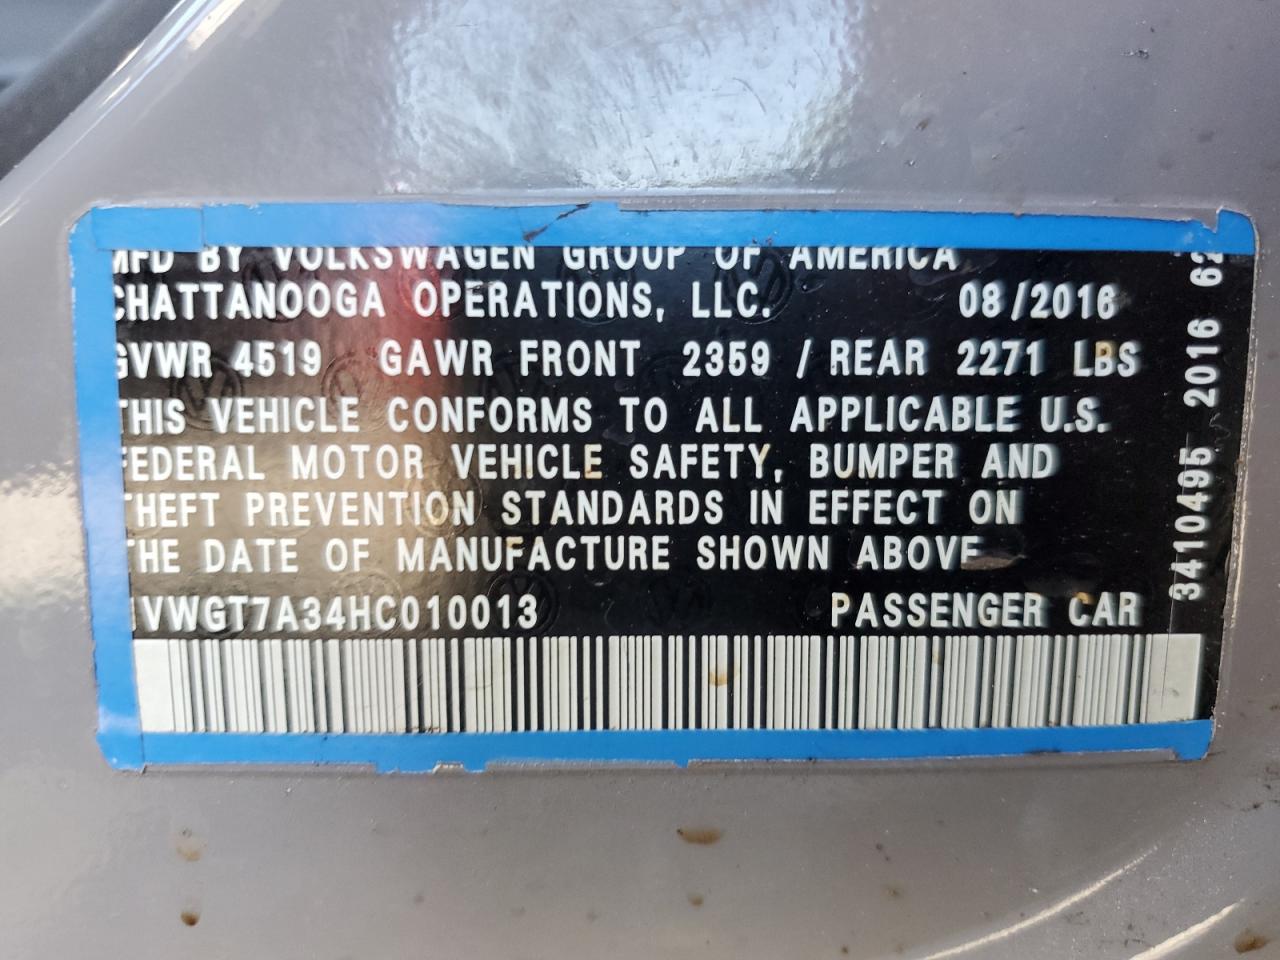 MFD BY VOLKSWAGEN GROUP OF AMERICA
CHATTANOOGA OPERATIONS, LLC. 08/2016
GVWR 4519 GAWR FRONT 2359 / REAR 2271 LBS
THIS VEHICLE CONFORMS TO ALL APPLICABLE U.S.
FEDERAL MOTOR VEHICLE SAFETY, BUMPER AND
THEFT PREVENTION STANDARDS IN EFFECT ON
THE DATE OF MANUFACTURE SHOWN ABOVE
1VWGT7A34HC010013 PASSENGER CAR
3410495 2016